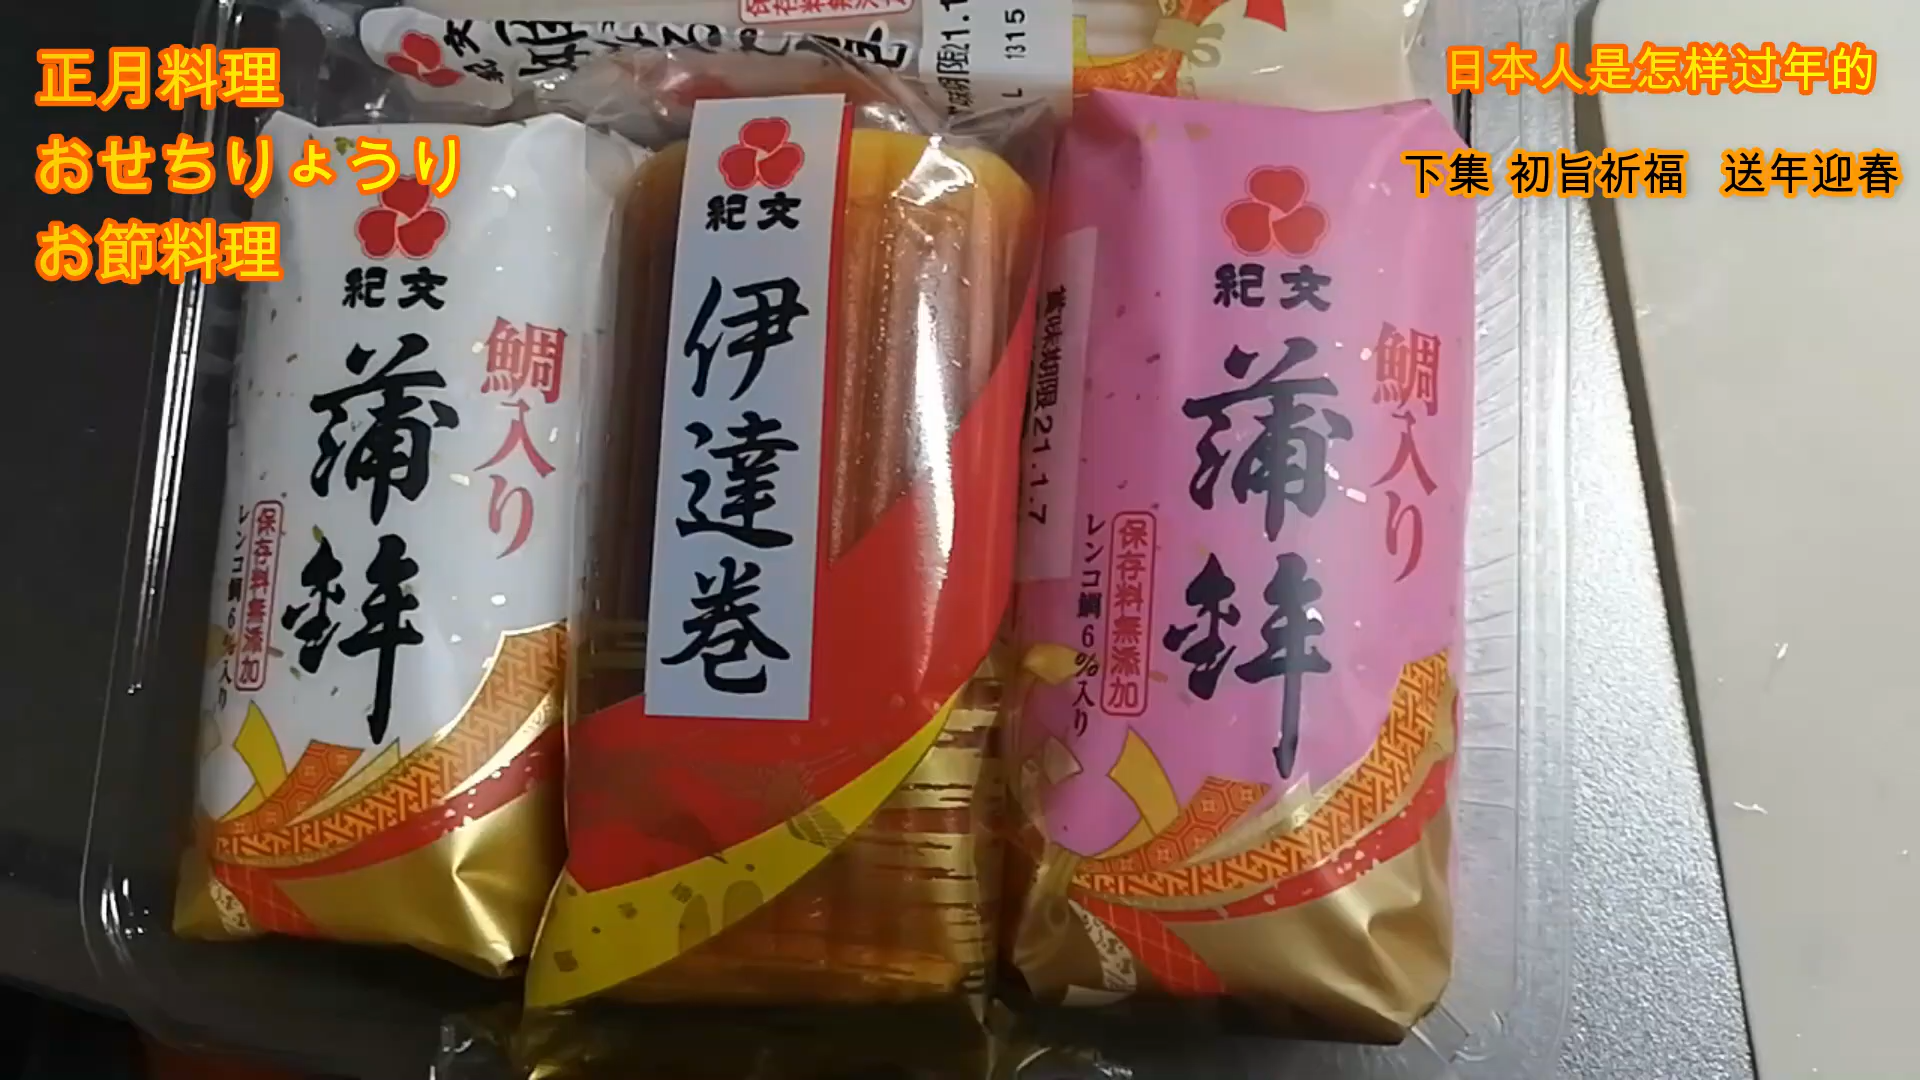 正月料理
おせちりょうり
お節料理
日本人是怎样过年的
下集 初旨祈福 送年迎春
紀文
鯛入り
蒲鉾
保存料無添加
レンコ鯛6%入り
紀文
伊達巻
賞味期限21.1.7
紀文
鯛入り
蒲鉾
保存料無添加
レンコ鯛6%入り
紀文
L 1315